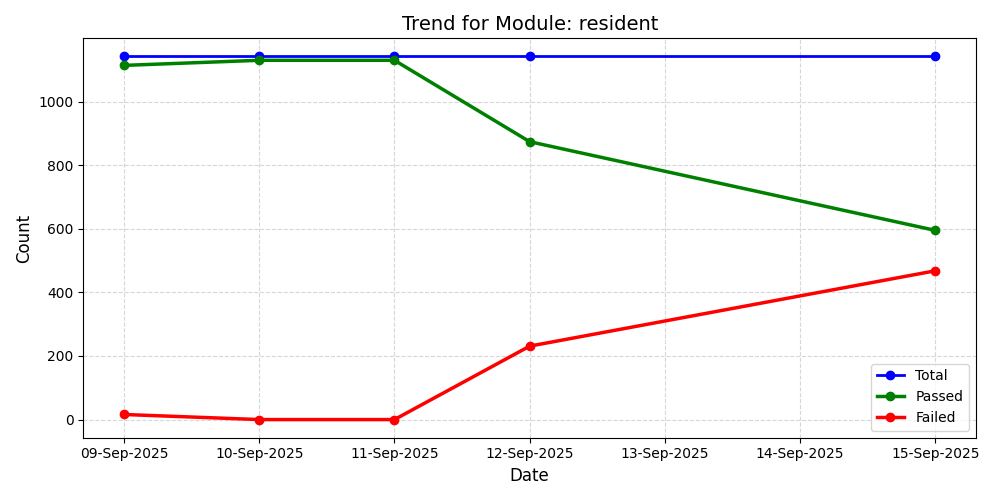 Trend for Module: resident
Count
1000
800
600
400
200
0
Total
Passed
Failed
09-Sep-2025 10-Sep-2025 11-Sep-2025 12-Sep-2025 13-Sep-2025 14-Sep-2025 15-Sep-2025
Date